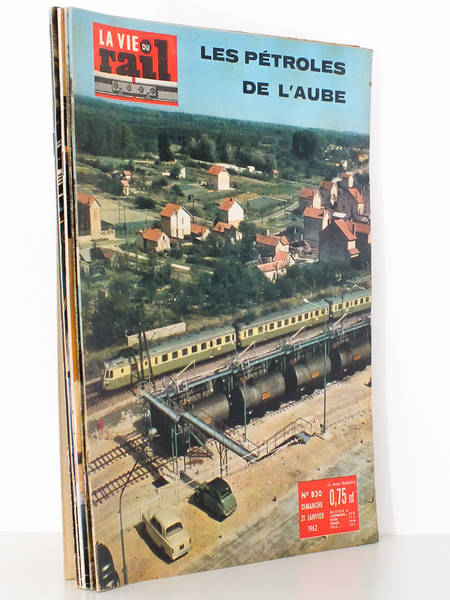 LA VIE DU
rail
LES PÉTROLES
DE L'AUBE
N° 830
DIMANCHE
21 JANVIER
1962
0,75 nf